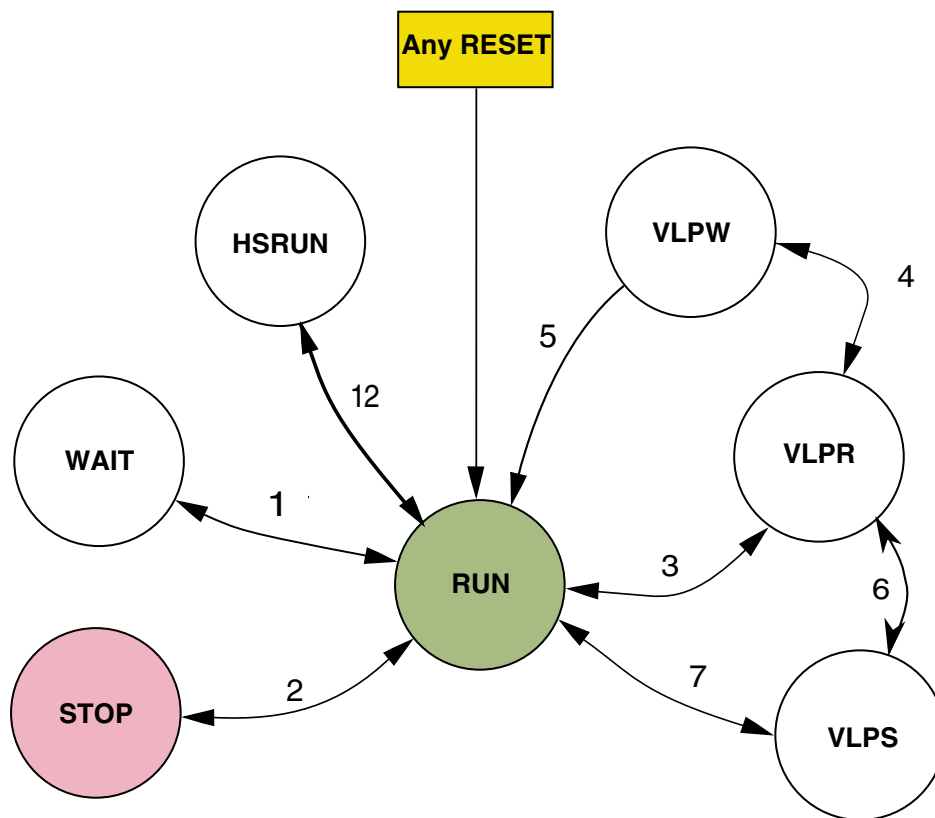 Any RESET
VLPW
HSRUN
4
5
12
WAIT
VLPR
1
3
RUN
6
7
2
STOP
VLPS